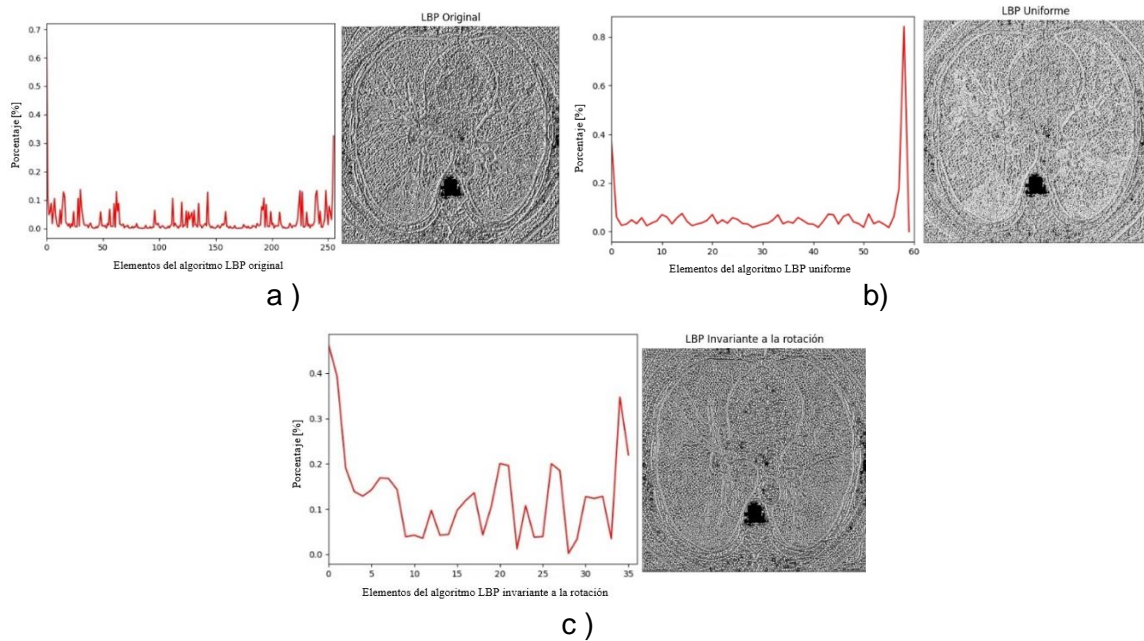 LBP Original
0.7
0.6
0.5
0.4
0.3
0.2
0.1
0.0
Porcentaje [%]
0 50 100 150 200 250
Elementos del algoritmo LBP original
a )
LBP Uniforme
0.8
0.6
0.4
0.2
0.0
Porcentaje [%]
0 10 20 30 40 50 60
Elementos del algoritmo LBP uniforme
b)
LBP Invariante a la rotación
0.4
0.3
0.2
0.1
0.0
Porcentaje [%]
0 5 10 15 20 25 30 35
Elementos del algoritmo LBP invariante a la rotación
c )